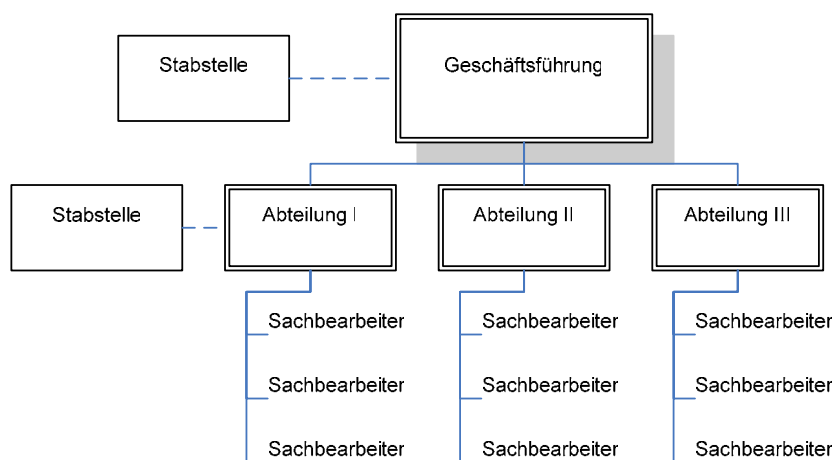 Stabstelle
Geschäftsführung
Stabstelle
Abteilung I
Abteilung II
Abteilung III
Sachbearbeiter
Sachbearbeiter
Sachbearbeiter
Sachbearbeiter
Sachbearbeiter
Sachbearbeiter
Sachbearbeiter
Sachbearbeiter
Sachbearbeiter